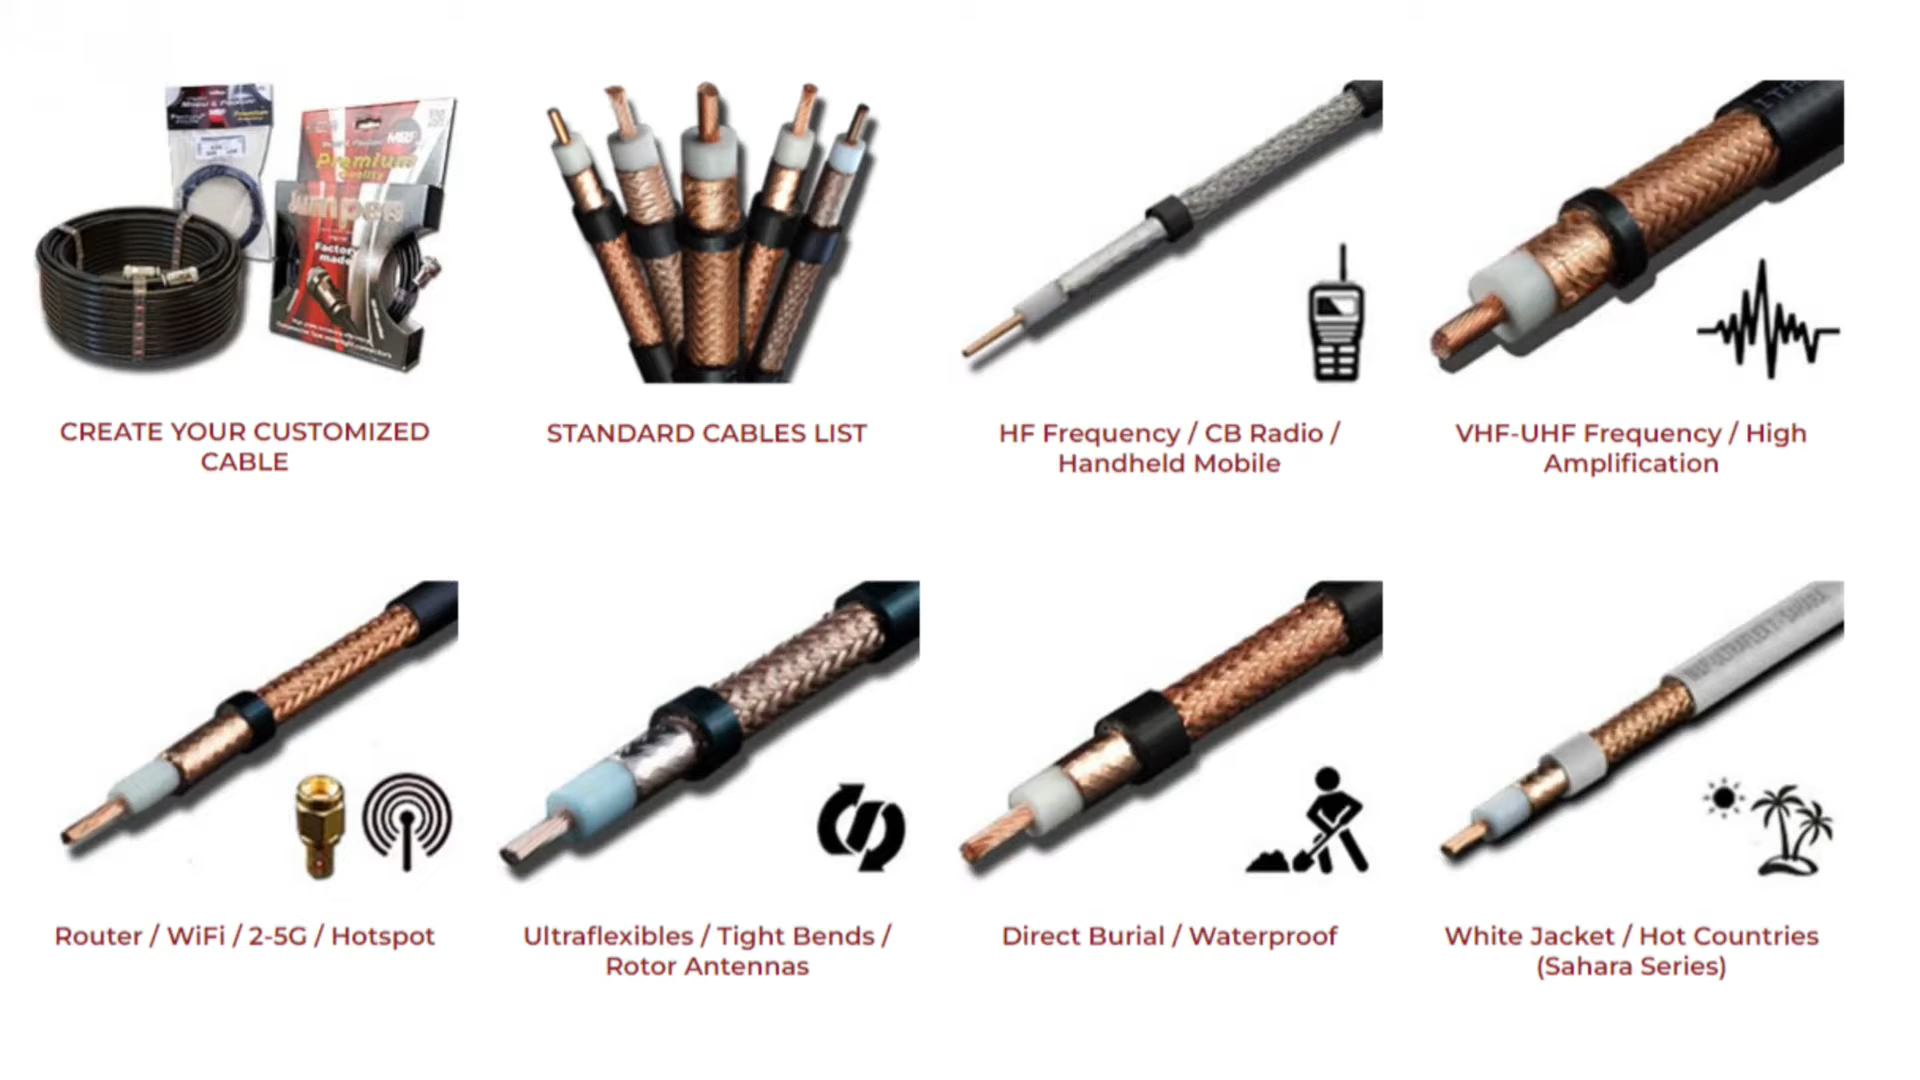 Premium
Quality
Jumper
Factory
made
CREATE YOUR CUSTOMIZED
CABLE
STANDARD CABLES LIST
HF Frequency / CB Radio /
Handheld Mobile
VHF-UHF Frequency / High
Amplification
Router / WiFi / 2-5G / Hotspot
Ultraflexibles / Tight Bends /
Rotor Antennas
Direct Burial / Waterproof
White Jacket / Hot Countries
(Sahara Series)